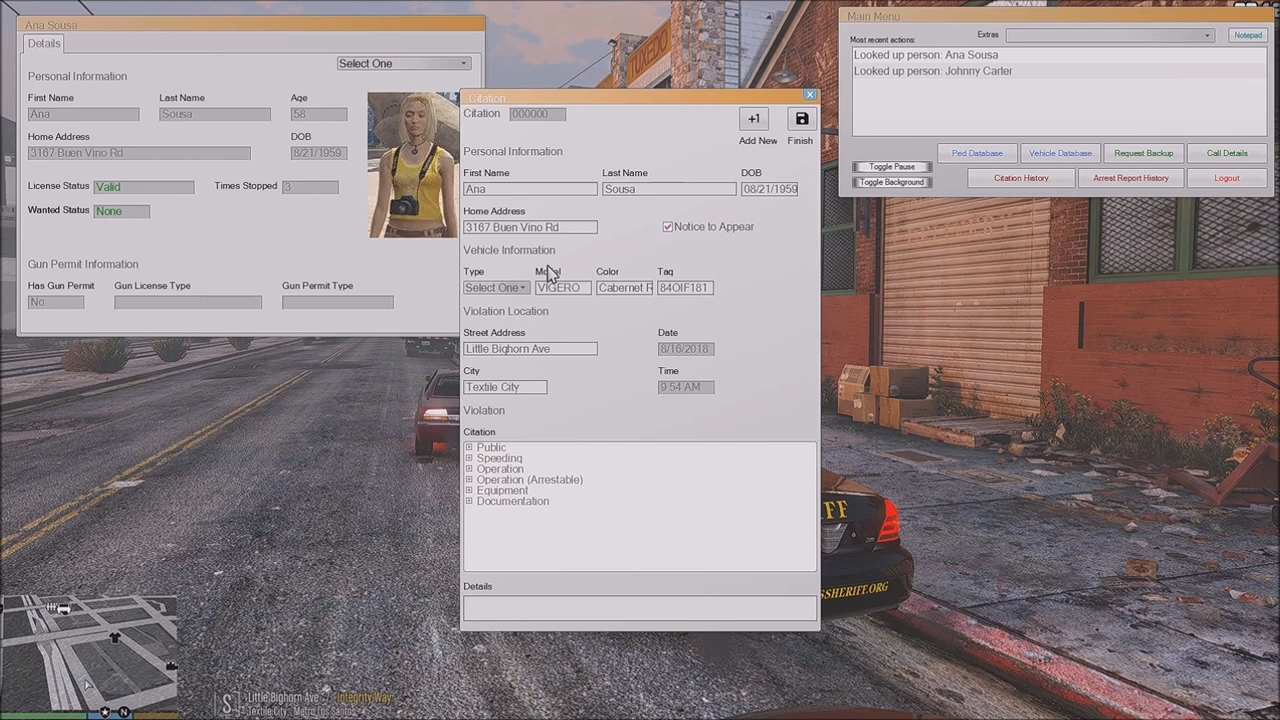 Ana Sousa
Details
Select One
Personal Information
First Name Last Name Age
Ana Sousa 58
Home Address DOB
3167 Buen Vino Rd 8/21/1959
License Status Valid Times Stopped 3
Wanted Status None
Gun Permit Information
Has Gun Permit Gun License Type Gun Permit Type
No
Citation
Citation 000000
+1
Add New Finish
Personal Information
First Name Last Name DOB
Ana Sousa 08/21/1959
Home Address
3167 Buen Vino Rd Notice to Appear
Vehicle Information
Type Color Tag
Select One VIGERO Cabernet R 84OIF181
Violation Location
Street Address Date
Little Bighorn Ave 8/16/2018
City Time
Textile City 9:54 AM
Violation
Citation
Public
Speeding
Operation
Operation (Arrestable)
Equipment
Documentation
Details
Main Menu
Most recent actions: Extras Notepad
Looked up person: Ana Sousa
Looked up person: Johnny Carter
Ped Database Vehicle Database Request Backup Call Details
Toggle Pause
Toggle Background
Citation History Arrest Report History Logout
TUXEDO
FF
SSHERIFF.ORG
S Little Bighorn Ave / Integrity Way
Textile City, Metro Los Santos
N